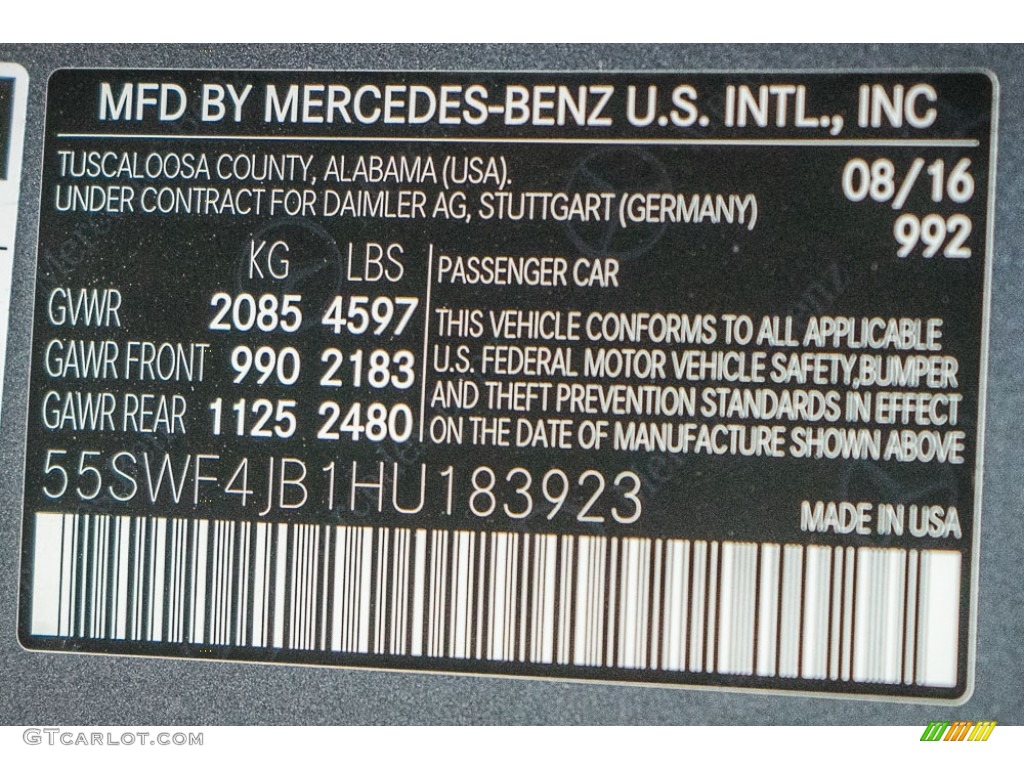 MFD BY MERCEDES-BENZ U.S. INTL., INC
TUSCALOOSA COUNTY, ALABAMA (USA).
UNDER CONTRACT FOR DAIMLER AG, STUTTGART (GERMANY)
08/16
992
KG LBS
GVWR 2085 4597
GAWR FRONT 990 2183
GAWR REAR 1125 2480
PASSENGER CAR
THIS VEHICLE CONFORMS TO ALL APPLICABLE
U.S. FEDERAL MOTOR VEHICLE SAFETY,BUMPER
AND THEFT PREVENTION STANDARDS IN EFFECT
ON THE DATE OF MANUFACTURE SHOWN ABOVE
55SWF4JB1HU183923
MADE IN USA
GTcarlot.com